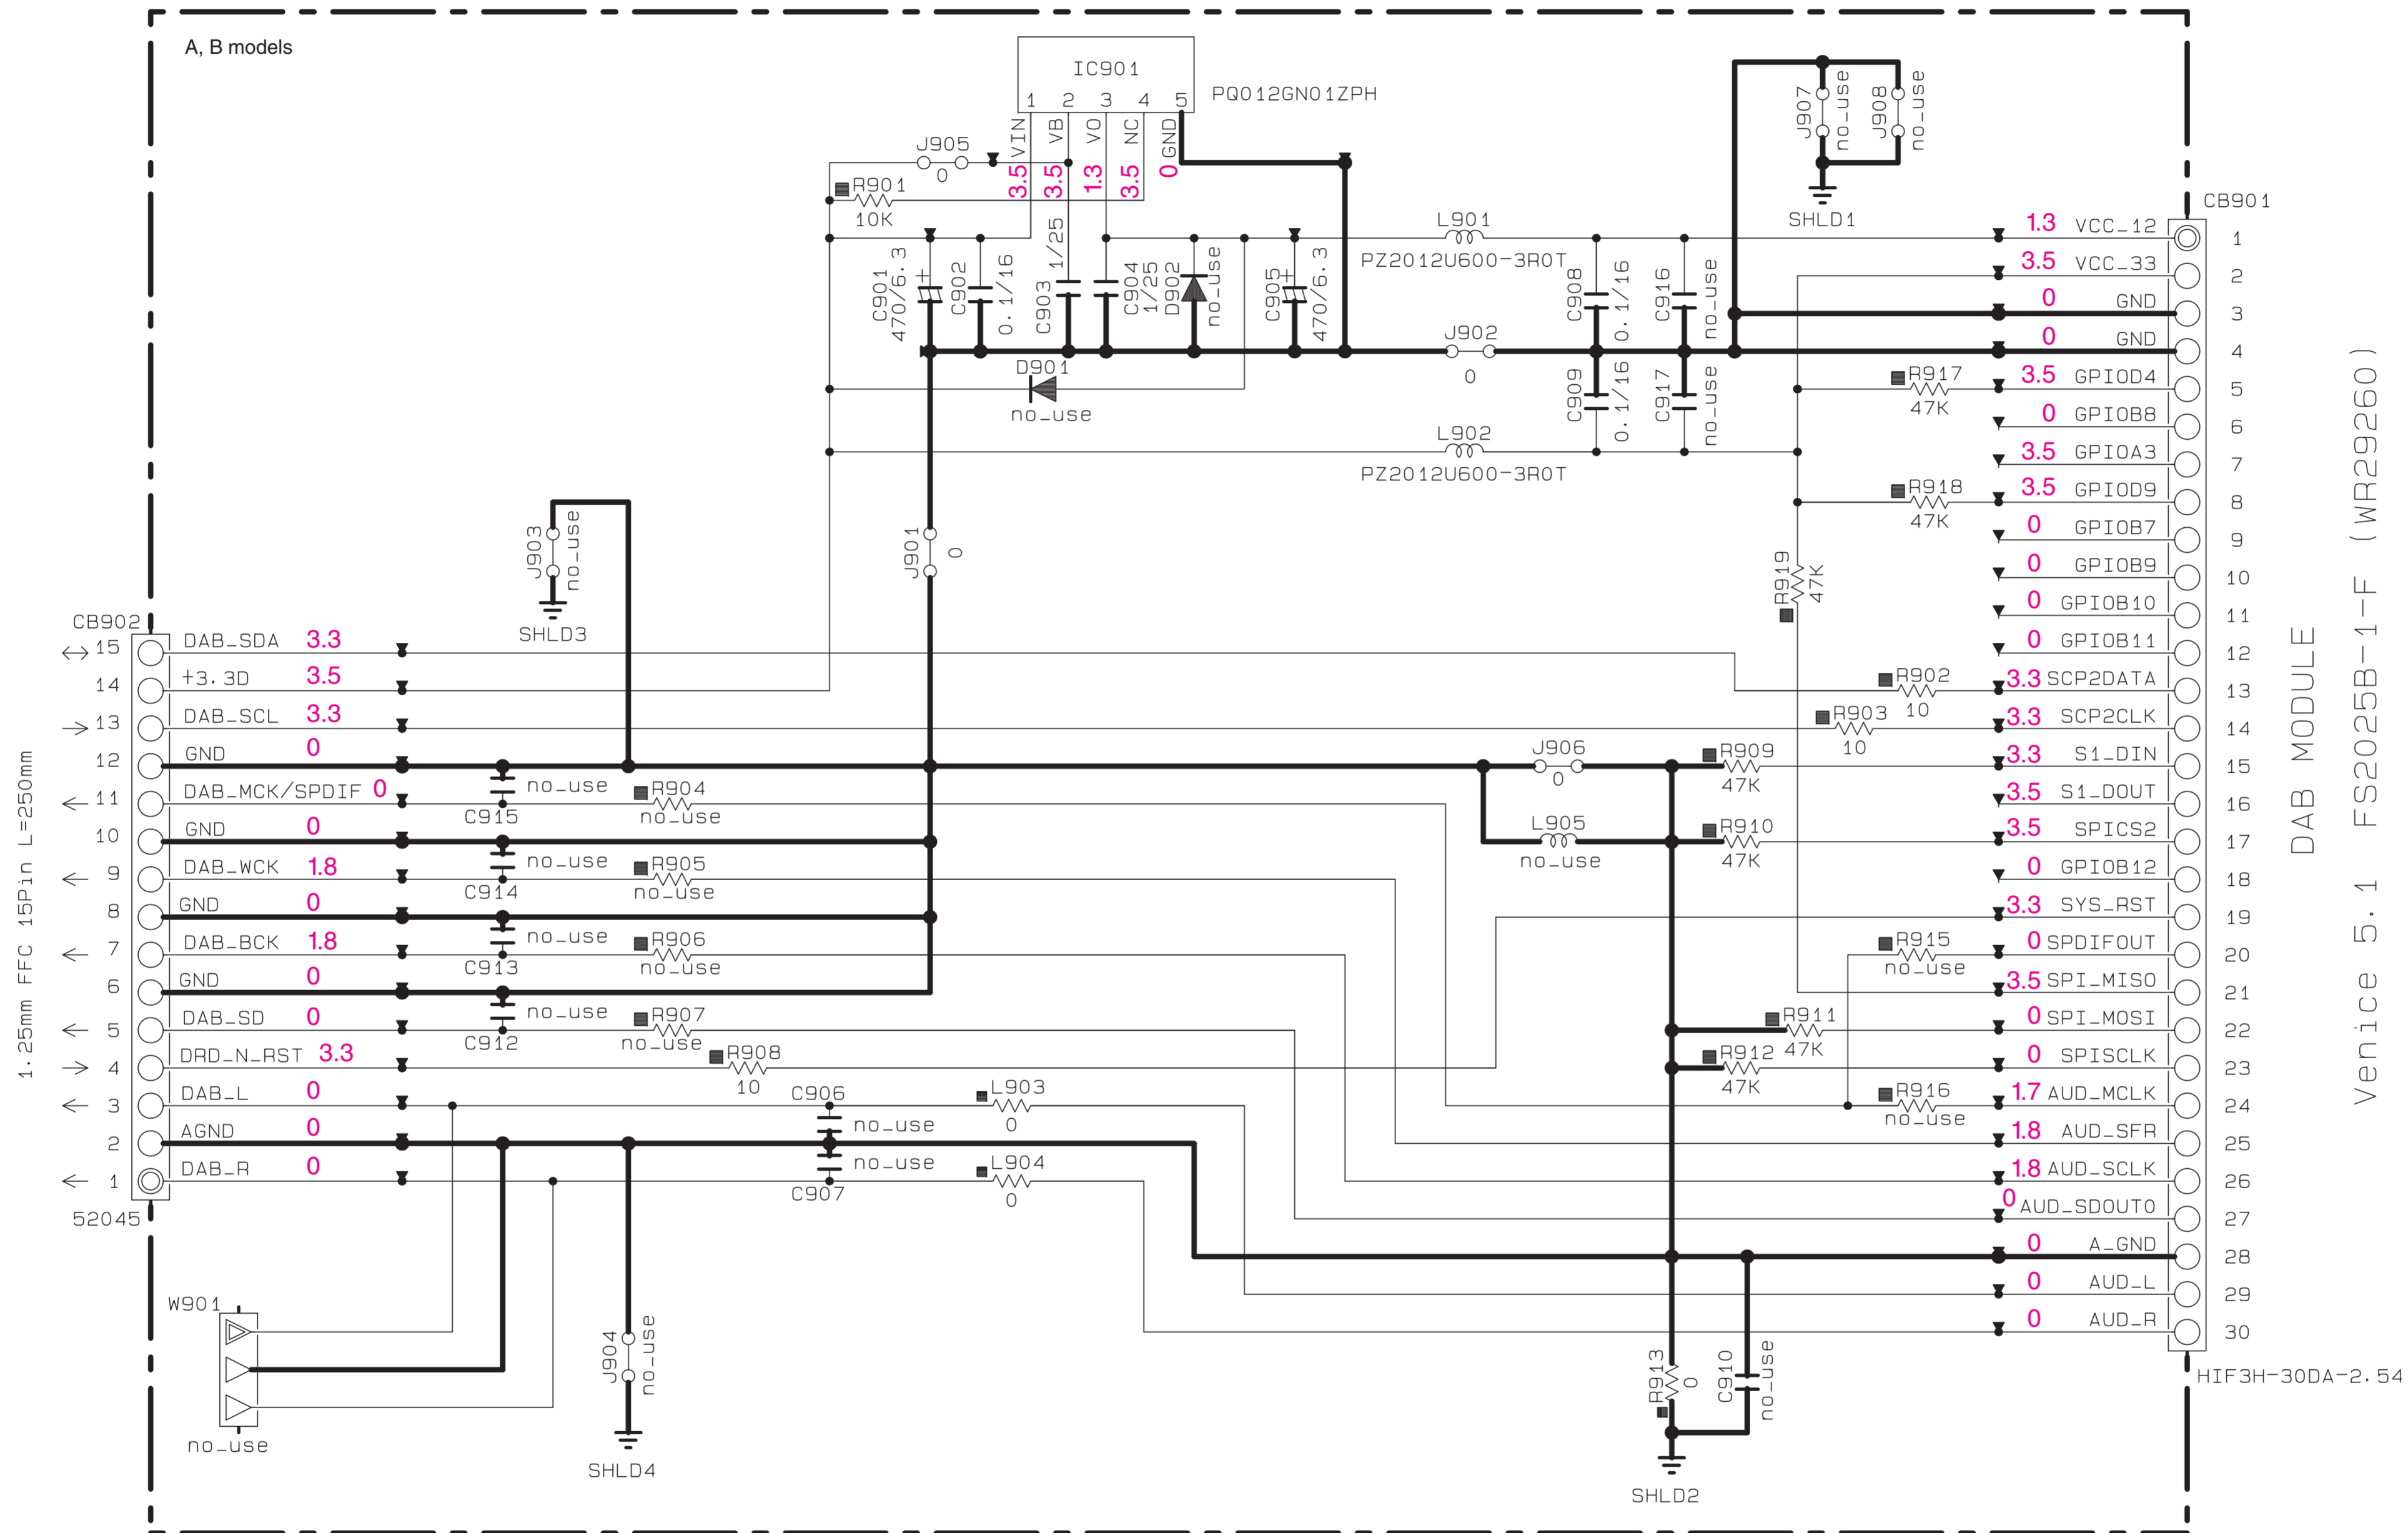 A, B models
IC901
1 2 3 4 5
PQ012GN01ZPH
VIN
VB
VO
NC
GND
3.5
3.5
1.3
3.5
0
J905
0
R901
10K
C901
470/6.3
C902
0.1/16
C903
1/25
C904
1/25
D902
no_use
C905
470/6.3
D901
no_use
L901
PZ2012U600-3R0T
J902
0
L902
PZ2012U600-3R0T
C908
0.1/16
C916
no_use
C909
0.1/16
C917
no_use
J907
no_use
J908
no_use
SHLD1
J903
no_use
SHLD3
J901
0
R917
47K
R918
47K
R919
47K
CB902
15 DAB_SDA 3.3
14 +3.3D 3.5
13 DAB_SCL 3.3
12 GND 0
11 DAB_MCK/SPDIF 0
10 GND 0
9 DAB_WCK 1.8
8 GND 0
7 DAB_BCK 1.8
6 GND 0
5 DAB_SD 0
4 DRD_N_RST 3.3
3 DAB_L 0
2 AGND 0
1 DAB_R 0
52045
1.25mm FFC 15Pin L=250mm
C915
no_use
R904
no_use
C914
no_use
R905
no_use
C913
no_use
R906
no_use
C912
no_use
R907
no_use
R908
10
C906
no_use
L903
0
C907
no_use
L904
0
W901
no_use
J904
no_use
SHLD4
J906
0
L905
no_use
R902
10
R903
10
R909
47K
R910
47K
R915
no_use
R911
47K
R912
47K
R916
no_use
R913
0
C910
no_use
SHLD2
CB901
1.3 VCC_12 1
3.5 VCC_33 2
0 GND 3
0 GND 4
3.5 GPIOD4 5
0 GPIOB8 6
3.5 GPIOA3 7
3.5 GPIOD9 8
0 GPIOB7 9
0 GPIOB9 10
0 GPIOB10 11
0 GPIOB11 12
3.3 SCP2DATA 13
3.3 SCP2CLK 14
3.3 S1_DIN 15
3.5 S1_DOUT 16
3.5 SPICS2 17
0 GPIOB12 18
3.3 SYS_RST 19
0 SPDIFOUT 20
3.5 SPI_MISO 21
0 SPI_MOSI 22
0 SPISCLK 23
1.7 AUD_MCLK 24
1.8 AUD_SFR 25
1.8 AUD_SCLK 26
0 AUD_SDOUT0 27
0 A_GND 28
0 AUD_L 29
0 AUD_R 30
HIF3H-30DA-2.54
DAB MODULE
Venice 5.1 FS2025B-1-F (WR29260)